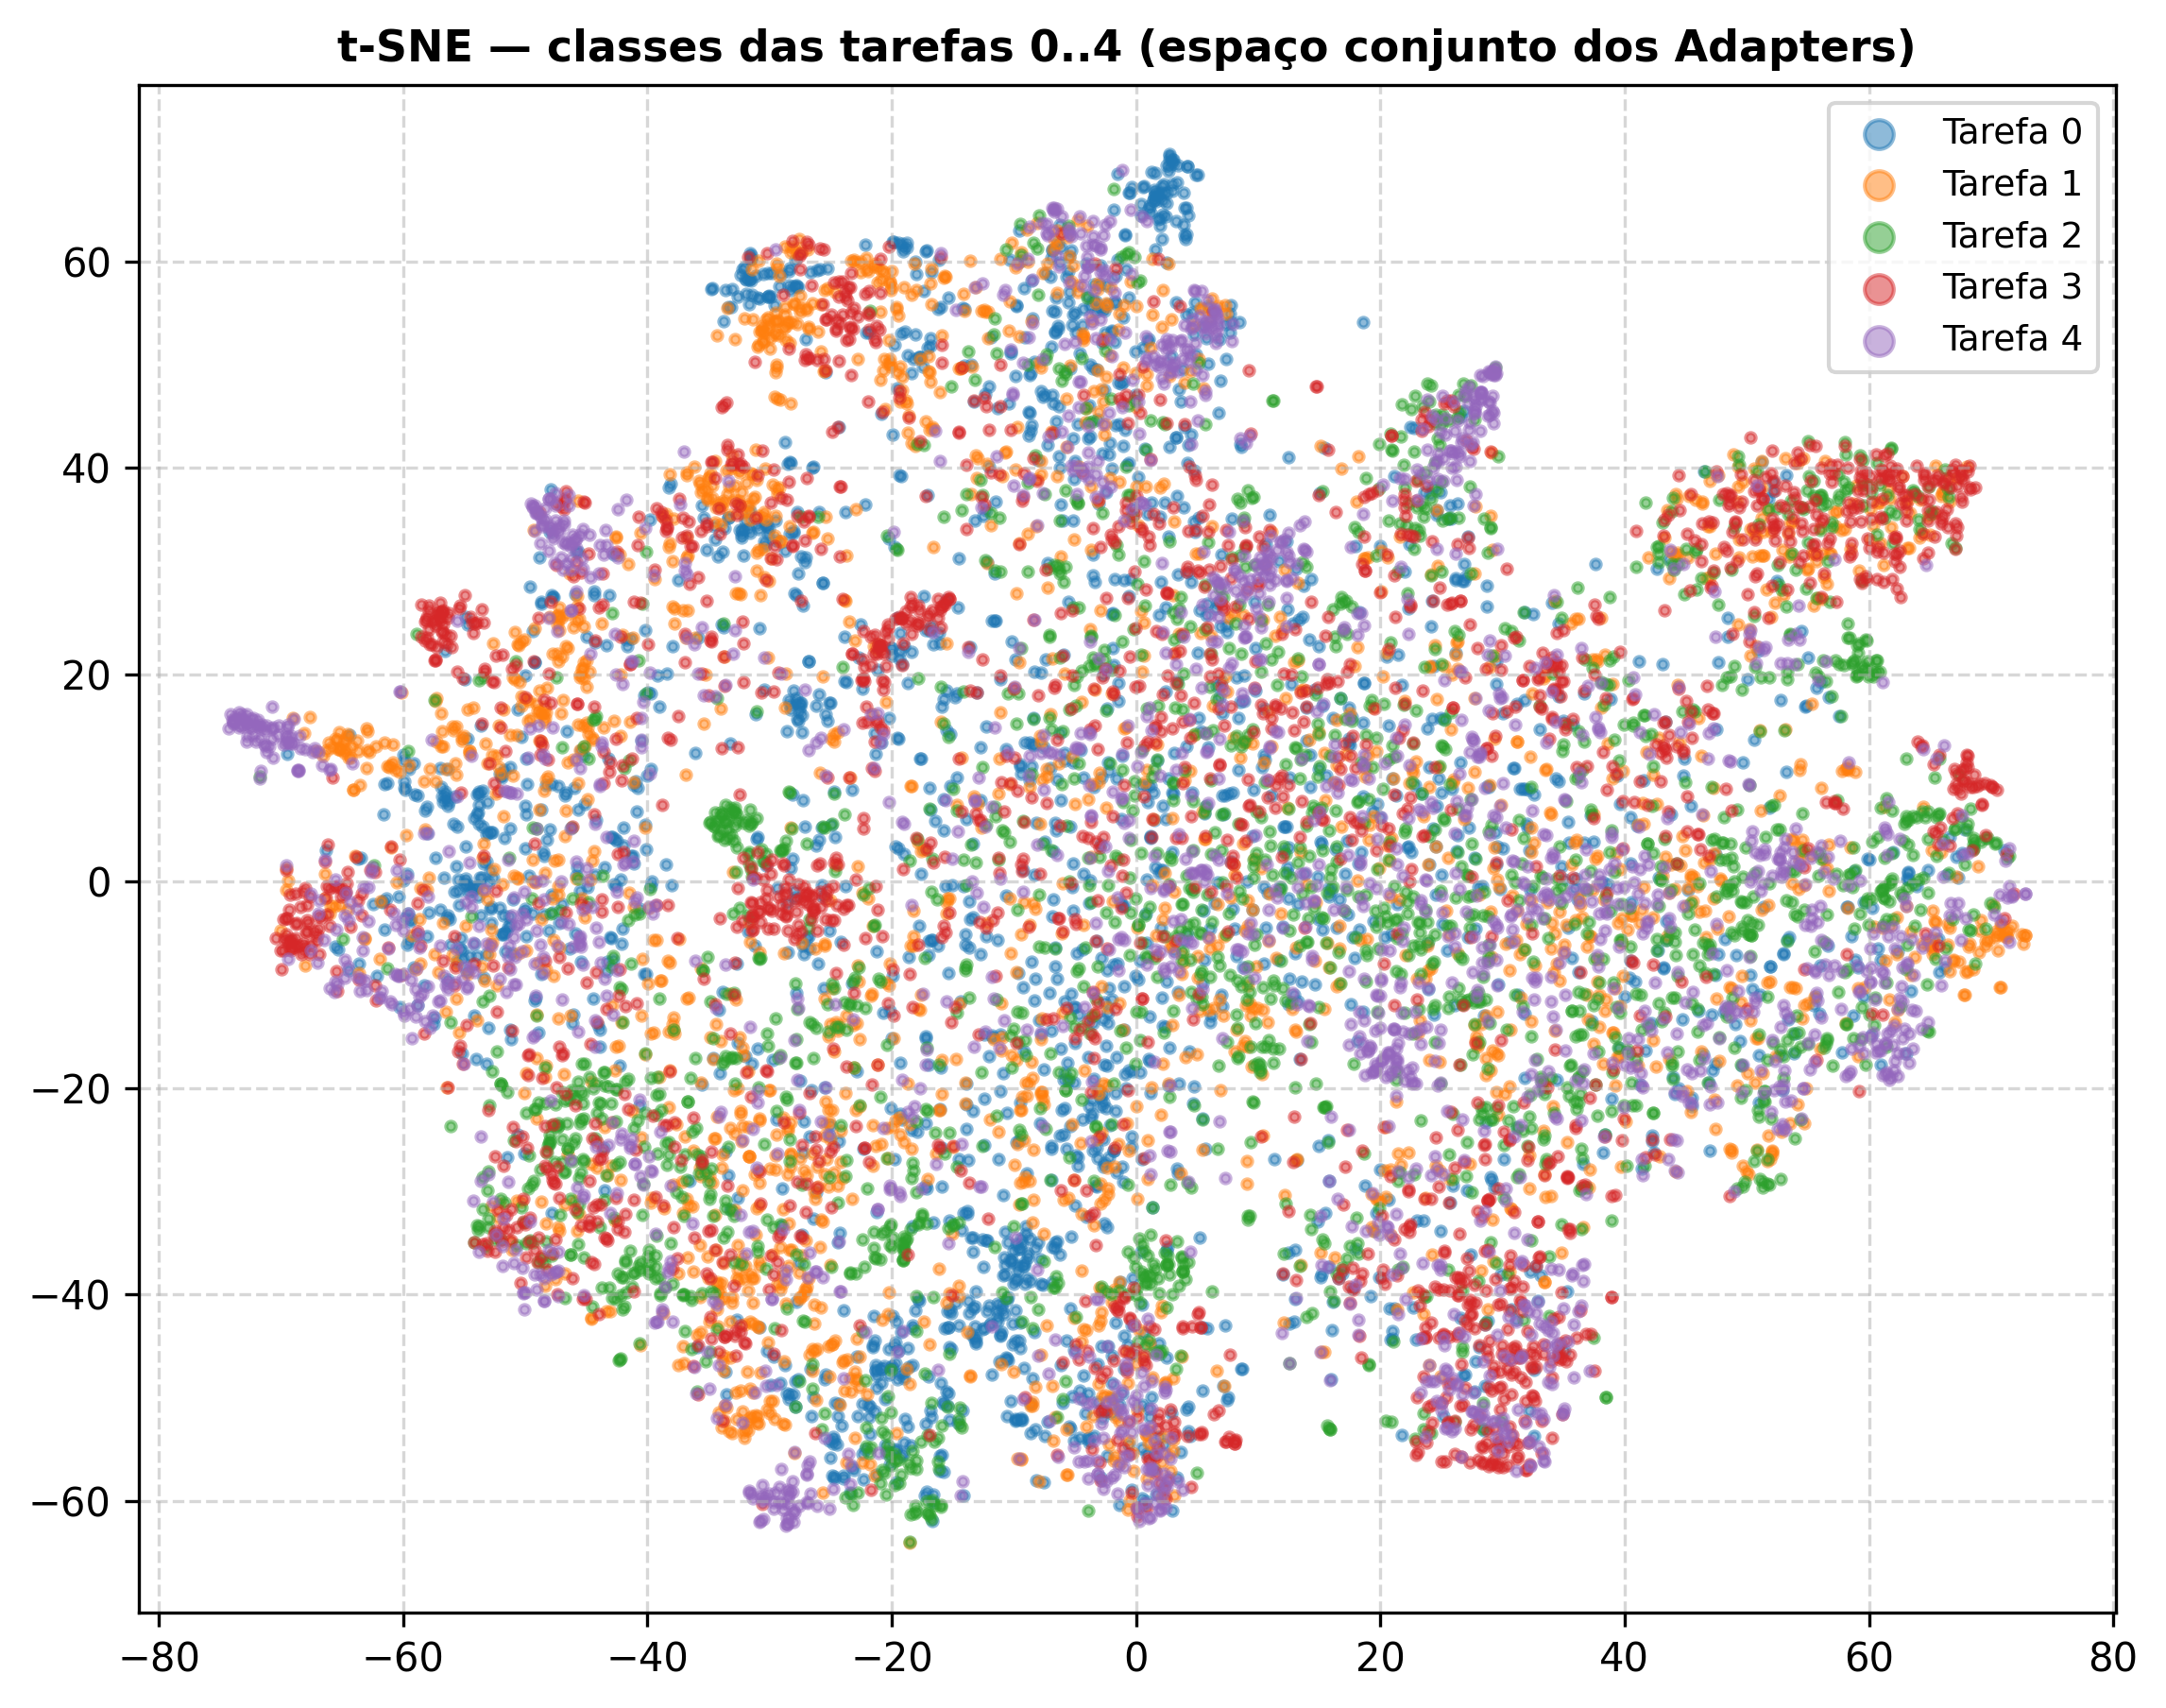 t-SNE — classes das tarefas 0..4 (espaço conjunto dos Adapters)
Tarefa 0
Tarefa 1
Tarefa 2
Tarefa 3
Tarefa 4
60
40
20
0
−20
−40
−60
−80 −60 −40 −20 0 20 40 60 80